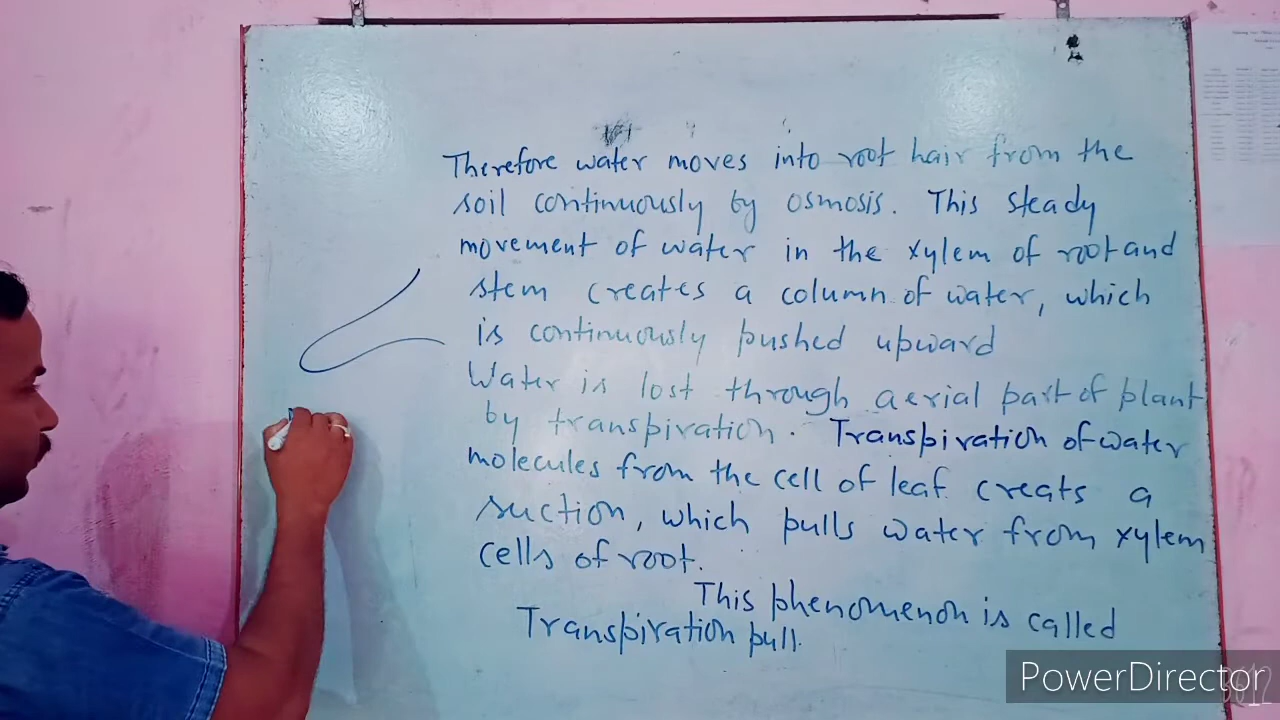 Therefore water moves into root hair from the
soil continuously by osmosis. This steady
movement of water in the xylem of root and
stem creates a column of water, which
is continuously pushed upward
Water is lost through aerial part of plant
by transpiration. Transpiration of water
molecules from the cell of leaf creats a
suction, which pulls water from xylem
cells of root.
This phenomenon is called
Transpiration pull.
PowerDirector